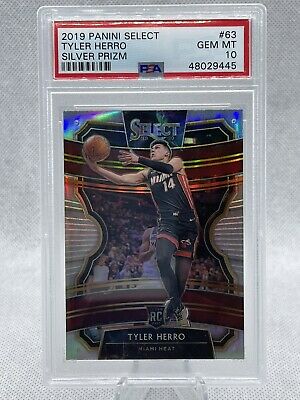 2019 PANINI SELECT #63
TYLER HERRO GEM MT
SILVER PRIZM 10
PSA 48029445
SELECT
MIAMI
14
RC
TYLER HERRO
MIAMI HEAT